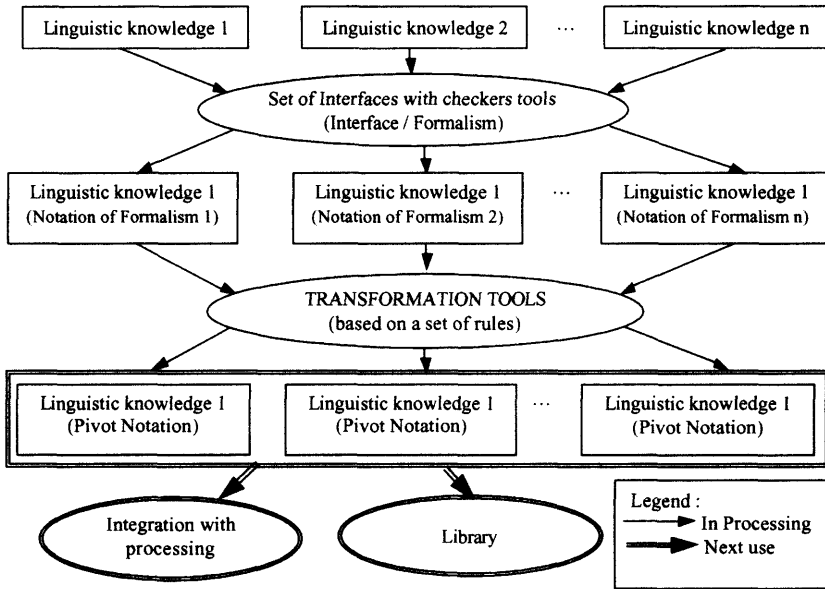 Linguistic knowledge 1
Linguistic knowledge 2
...
Linguistic knowledge n
Set of Interfaces with checkers tools
(Interface / Formalism)
Linguistic knowledge 1
(Notation of Formalism 1)
Linguistic knowledge 1
(Notation of Formalism 2)
...
Linguistic knowledge 1
(Notation of Formalism n)
TRANSFORMATION TOOLS
(based on a set of rules)
Linguistic knowledge 1
(Pivot Notation)
Linguistic knowledge 1
(Pivot Notation)
...
Linguistic knowledge 1
(Pivot Notation)
Integration with
processing
Library
Legend :
In Processing
Next use